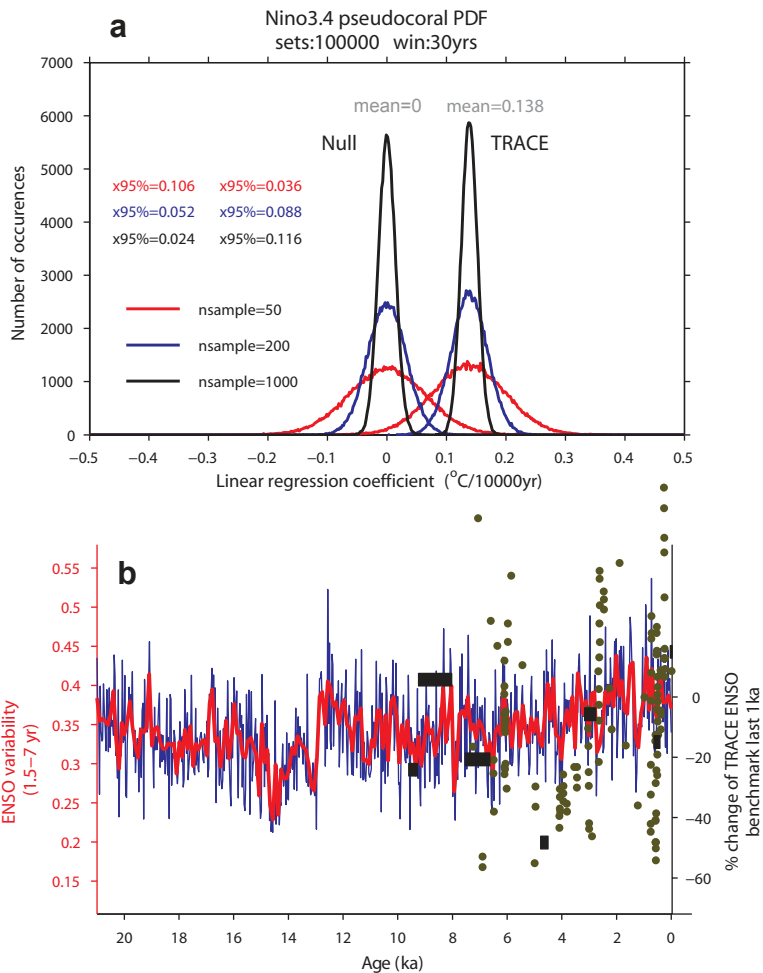 Nino3.4 pseudocoral PDF
sets:100000 win:30yrs
a
7000
6000
5000
4000
3000
2000
1000
0
Number of occurences
mean=0
mean=0.138
Null
TRACE
x95%=0.106
x95%=0.036
x95%=0.052
x95%=0.088
x95%=0.024
x95%=0.116
nsample=50
nsample=200
nsample=1000
−0.5 −0.4 −0.3 −0.2 −0.1 0 0.1 0.2 0.3 0.4 0.5
Linear regression coefficient (°C/10000yr)
b
0.55
0.5
0.45
0.4
0.35
0.3
0.25
0.2
0.15
ENSO variability
(1.5−7 yr)
0
−20
−40
−60
% change of TRACE ENSO
benchmark last 1ka
20 18 16 14 12 10 8 6 4 2 0
Age (ka)